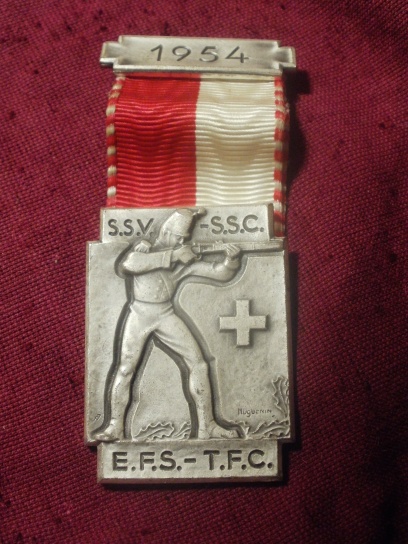 1954
S.S.V. - S.S.C.
Huguenin
E.F.S. - T.F.C.